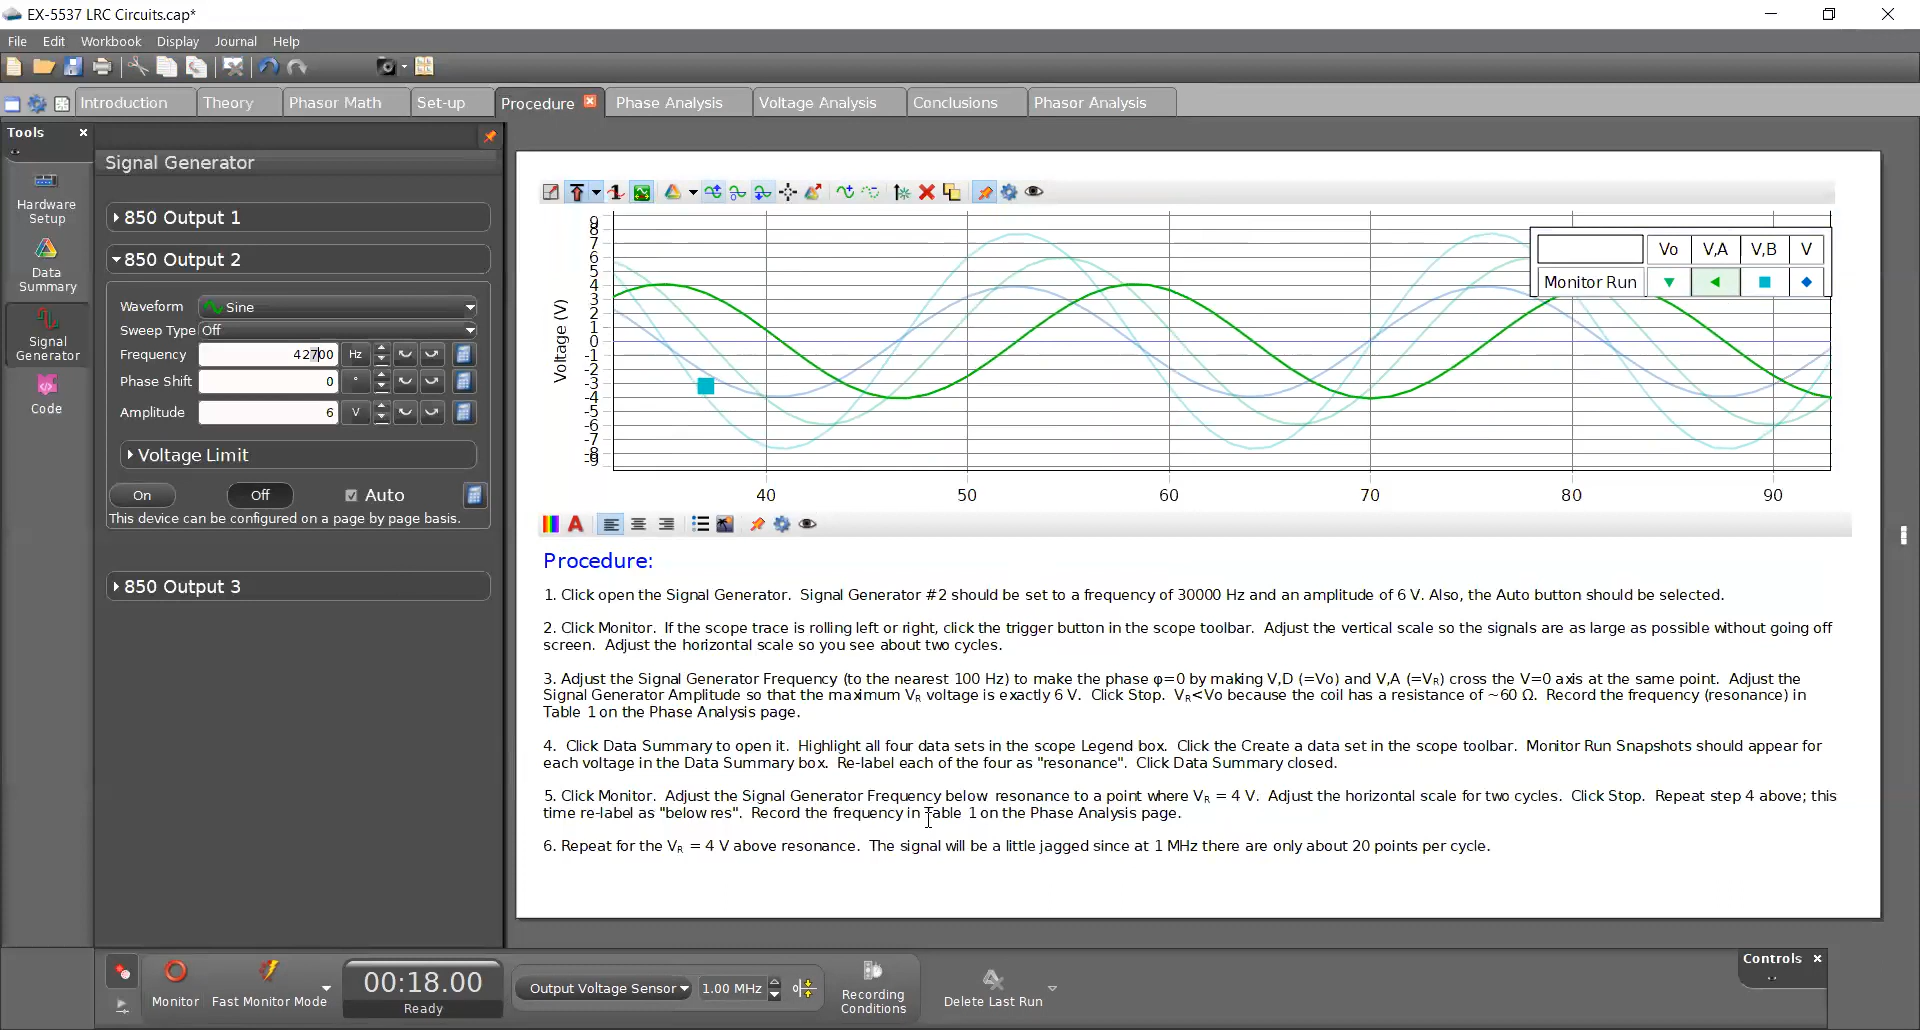 EX-5537 LRC Circuits.cap*
File Edit Workbook Display Journal Help
Introduction Theory Phasor Math Set-up Procedure Phase Analysis Voltage Analysis Conclusions Phasor Analysis
Tools
Hardware
Setup
Data
Summary
Signal
Generator
Code
Signal Generator
850 Output 1
850 Output 2
Waveform Sine
Sweep Type Off
Frequency 42700 Hz
Phase Shift 0 °
Amplitude 6 V
Voltage Limit
On Off Auto
This device can be configured on a page by page basis.
850 Output 3
Voltage (V)
9
8
7
6
5
4
3
2
1
0
-1
-2
-3
-4
-5
-6
-7
-8
-9
40 50 60 70 80 90
Vo V,A V,B V
Monitor Run
Procedure:
1. Click open the Signal Generator.  Signal Generator #2 should be set to a frequency of 30000 Hz and an amplitude of 6 V. Also, the Auto button should be selected.
2. Click Monitor.  If the scope trace is rolling left or right, click the trigger button in the scope toolbar.  Adjust the vertical scale so the signals are as large as possible without going off
screen.  Adjust the horizontal scale so you see about two cycles.
3. Adjust the Signal Generator Frequency (to the nearest 100 Hz) to make the phase φ=0 by making V,D (=Vo) and V,A (=VR) cross the V=0 axis at the same point.  Adjust the
Signal Generator Amplitude so that the maximum VR voltage is exactly 6 V.  Click Stop.  VR<Vo because the coil has a resistance of ~60 Ω.  Record the frequency (resonance) in
Table 1 on the Phase Analysis page.
4.  Click Data Summary to open it.  Highlight all four data sets in the scope Legend box.  Click the Create a data set in the scope toolbar.  Monitor Run Snapshots should appear for
each voltage in the Data Summary box.  Re-label each of the four as "resonance".  Click Data Summary closed.
5. Click Monitor.  Adjust the Signal Generator Frequency below  resonance to a point where VR = 4 V.  Adjust the horizontal scale for two cycles.  Click Stop.  Repeat step 4 above; this
time re-label as "below res".  Record the frequency in Table 1 on the Phase Analysis page.
6. Repeat for the VR = 4 V above resonance.  The signal will be a little jagged since at 1 MHz there are only about 20 points per cycle.
Monitor
Fast Monitor Mode
00:18.00
Ready
Output Voltage Sensor
1.00 MHz
Recording
Conditions
Delete Last Run
Controls